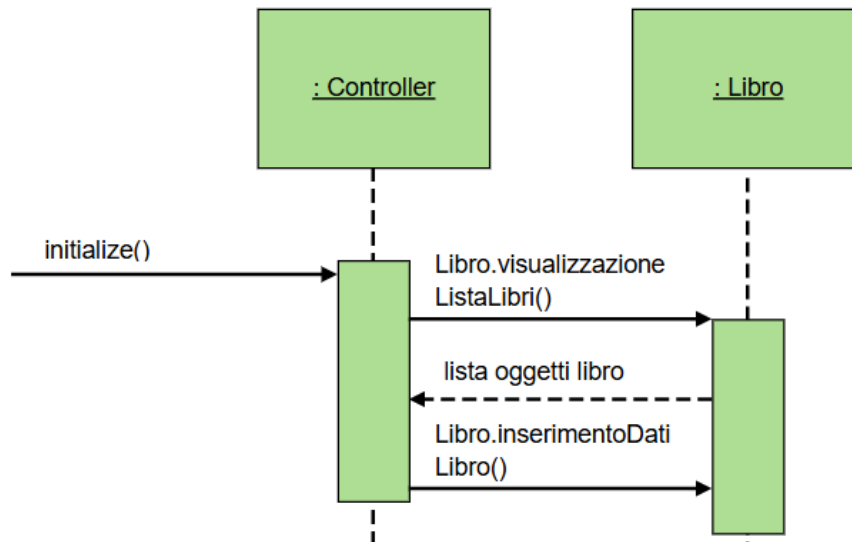 : Controller
: Libro
initialize()
Libro.visualizzazione
ListaLibri()
lista oggetti libro
Libro.inserimentoDati
Libro()